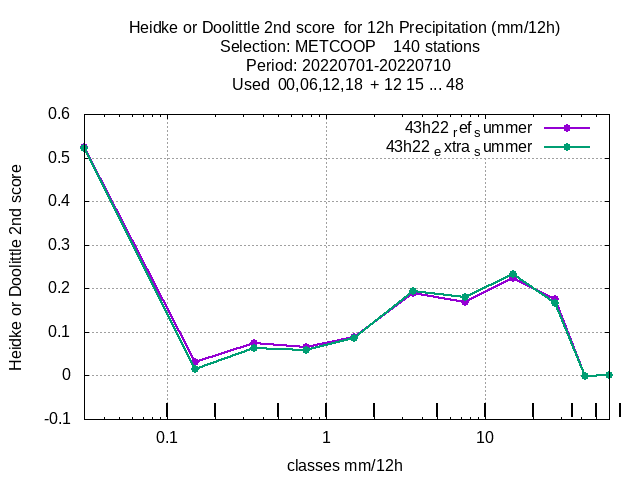 Heidke or Doolittle 2nd score  for 12h Precipitation (mm/12h)
Selection: METCOOP    140 stations
Period: 20220701-20220710
Used  00,06,12,18  + 12 15 ... 48
43h22 ref summer
43h22 extra summer
0.6
0.5
0.4
0.3
0.2
0.1
0
-0.1
Heidke or Doolittle 2nd score
0.1
1
10
classes mm/12h